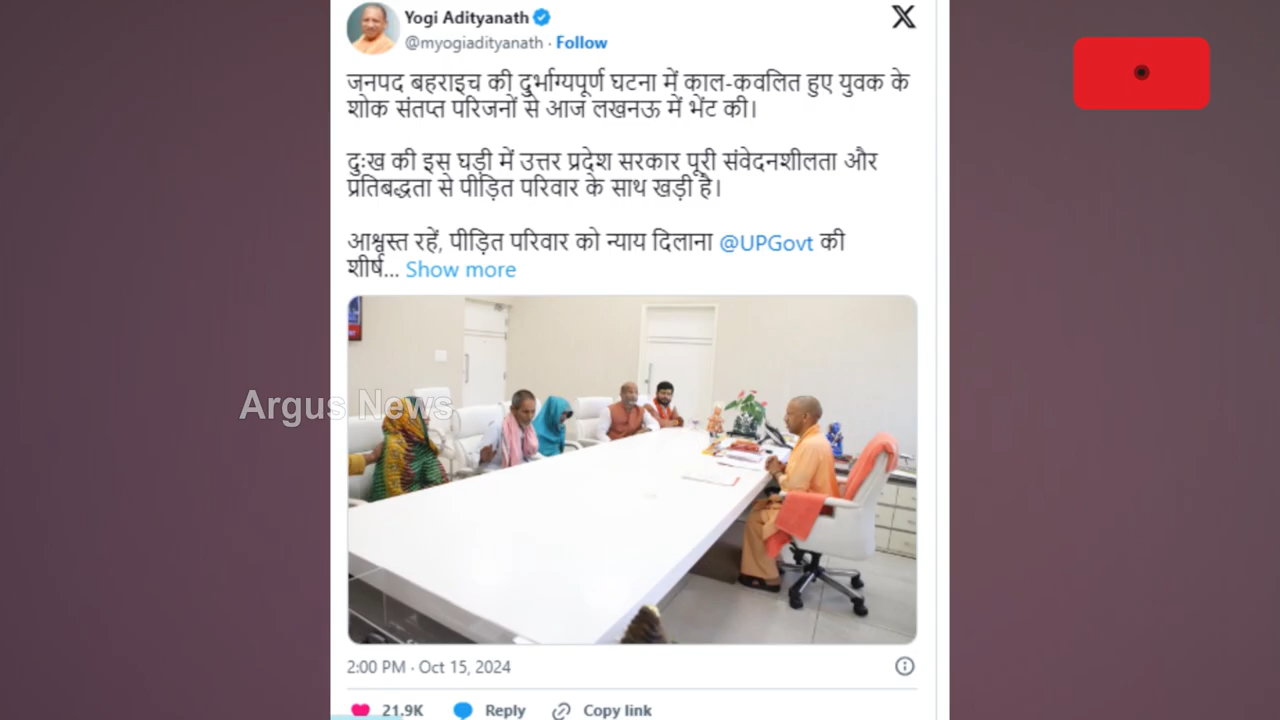 Yogi Adityanath
@myogiadityanath · Follow
जनपद बहराइच की दुर्भाग्यपूर्ण घटना में काल-कवलित हुए युवक के
शोक संतप्त परिजनों से आज लखनऊ में भेंट की।
दुःख की इस घड़ी में उत्तर प्रदेश सरकार पूरी संवेदनशीलता और
प्रतिबद्धता से पीड़ित परिवार के साथ खड़ी है।
आश्वस्त रहें, पीड़ित परिवार को न्याय दिलाना @UPGovt की
शीर्ष... Show more
Argus News
2:00 PM · Oct 15, 2024
21.9K Reply Copy link